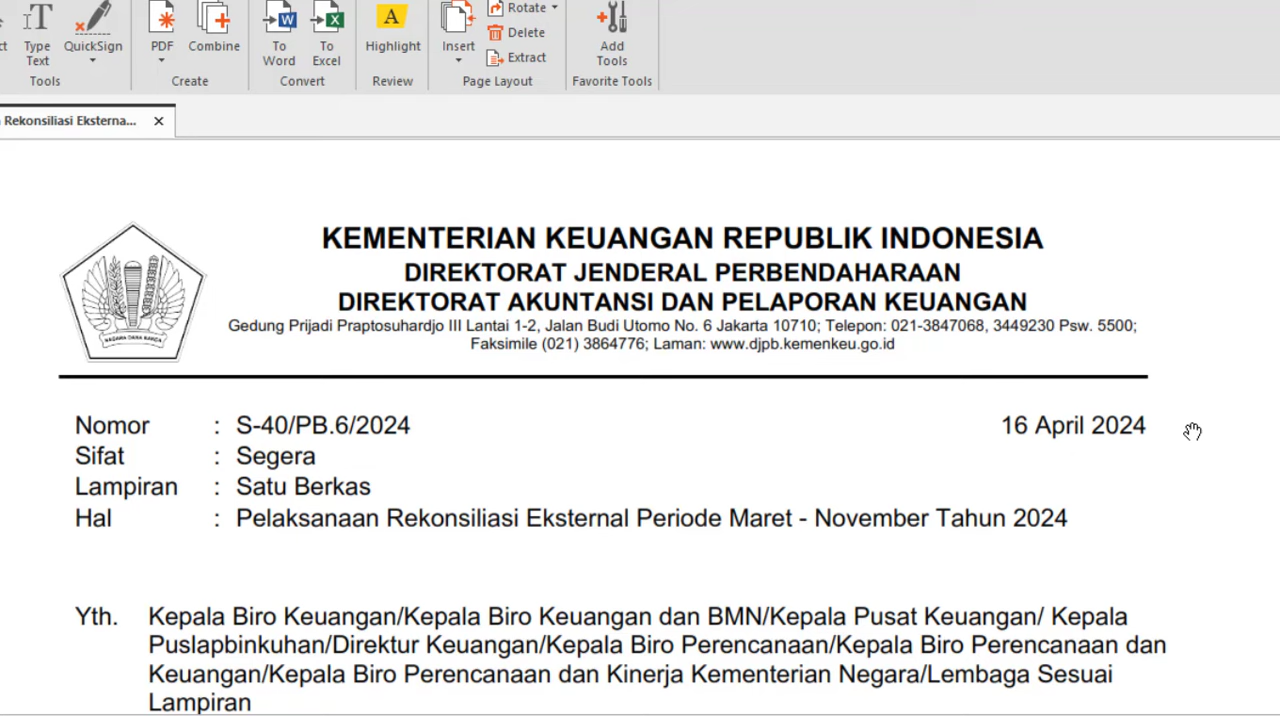 Type Text
QuickSign
Tools
PDF
Combine
Create
To Word
To Excel
Convert
A
Highlight
Review
Insert
Rotate
Delete
Extract
Page Layout
Add Tools
Favorite Tools
Rekonsiliasi Eksterna...
KEMENTERIAN KEUANGAN REPUBLIK INDONESIA
DIREKTORAT JENDERAL PERBENDAHARAAN
DIREKTORAT AKUNTANSI DAN PELAPORAN KEUANGAN
Gedung Prijadi Praptosuhardjo III Lantai 1-2, Jalan Budi Utomo No. 6 Jakarta 10710; Telepon: 021-3847068, 3449230 Psw. 5500;
Faksimile (021) 3864776; Laman: www.djpb.kemenkeu.go.id
NAGARA DANA RAKCA
Nomor : S-40/PB.6/2024 16 April 2024
Sifat : Segera
Lampiran : Satu Berkas
Hal : Pelaksanaan Rekonsiliasi Eksternal Periode Maret - November Tahun 2024
Yth. Kepala Biro Keuangan/Kepala Biro Keuangan dan BMN/Kepala Pusat Keuangan/ Kepala
Puslapbinkuhan/Direktur Keuangan/Kepala Biro Perencanaan/Kepala Biro Perencanaan dan
Keuangan/Kepala Biro Perencanaan dan Kinerja Kementerian Negara/Lembaga Sesuai
Lampiran